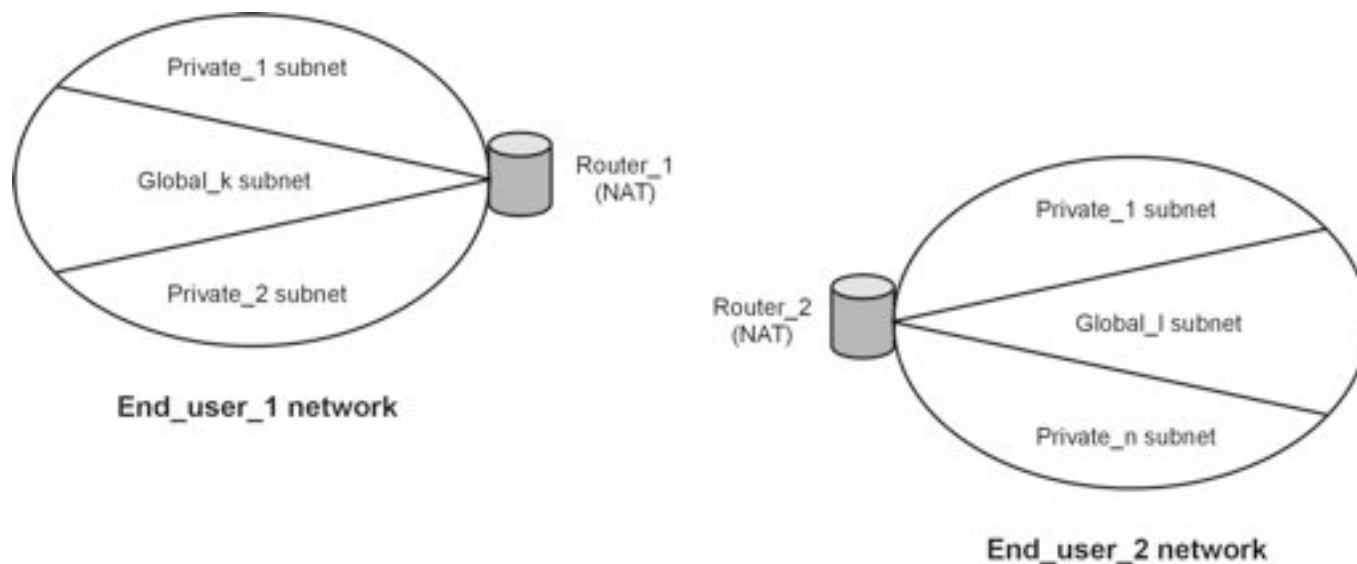 Private_1 subnet
Global_k subnet
Private_2 subnet
Router_1
(NAT)
End_user_1 network
Private_1 subnet
Router_2
(NAT)
Global_l subnet
Private_n subnet
End_user_2 network